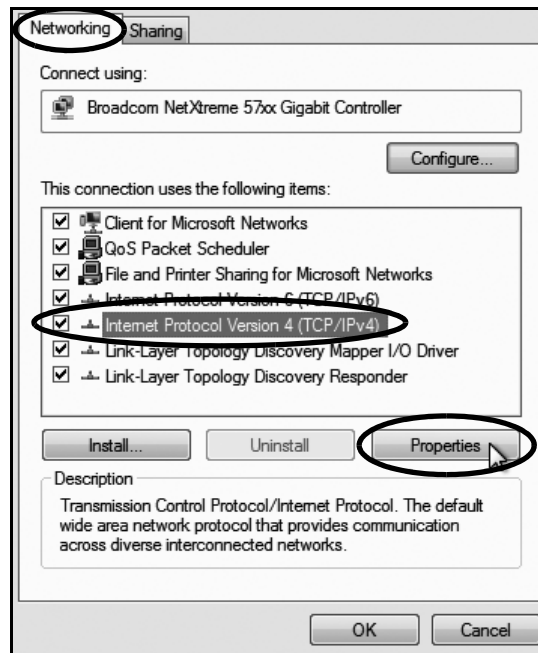 Networking Sharing
Connect using:
Broadcom NetXtreme 57xx Gigabit Controller
Configure...
This connection uses the following items:
Client for Microsoft Networks
QoS Packet Scheduler
File and Printer Sharing for Microsoft Networks
Internet Protocol Version 6 (TCP/IPv6)
Internet Protocol Version 4 (TCP/IPv4)
Link-Layer Topology Discovery Mapper I/O Driver
Link-Layer Topology Discovery Responder
Install... Uninstall Properties
Description
Transmission Control Protocol/Internet Protocol. The default
wide area network protocol that provides communication
across diverse interconnected networks.
OK Cancel